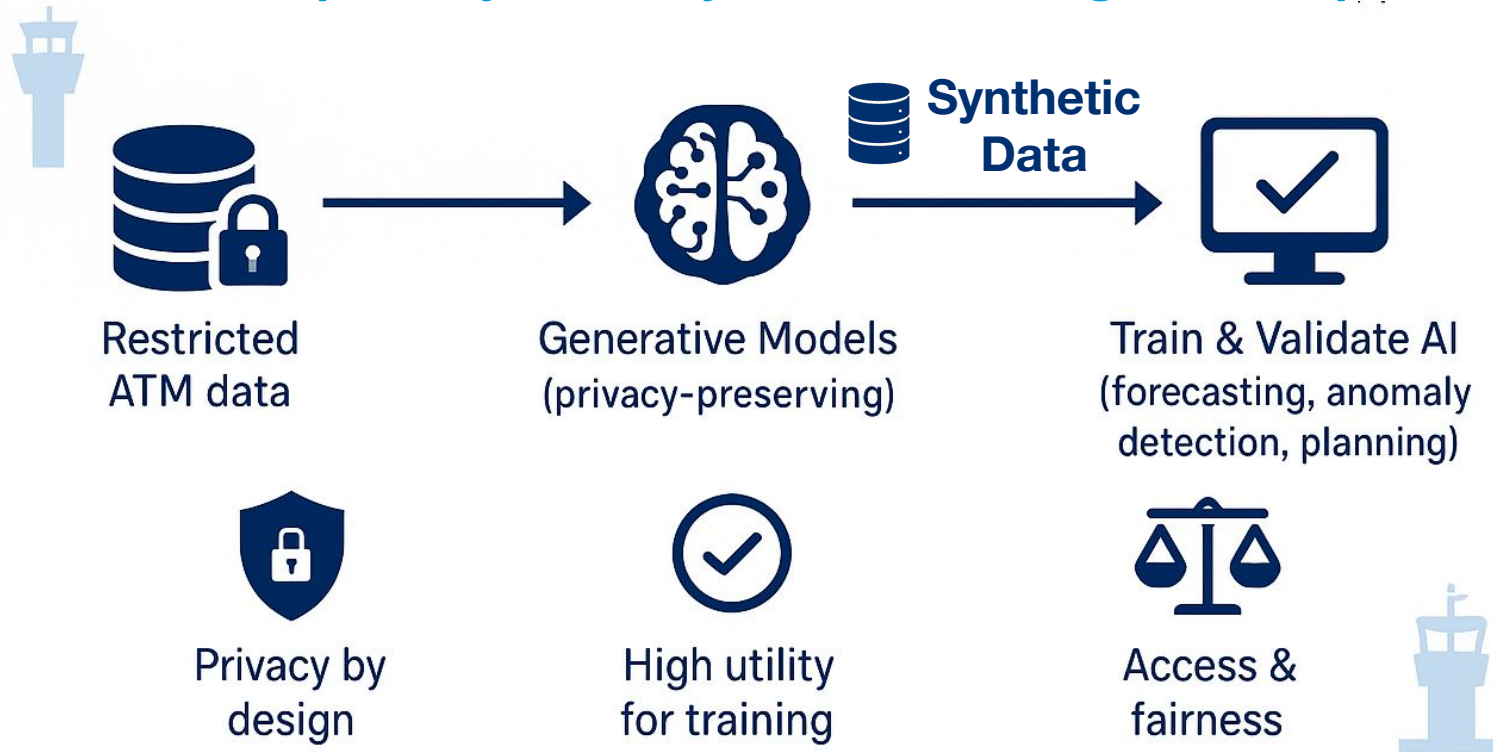 Synthetic
Data
Restricted
ATM data
Generative Models
(privacy-preserving)
Train & Validate AI
(forecasting, anomaly
detection, planning)
Privacy by
design
High utility
for training
Access &
fairness